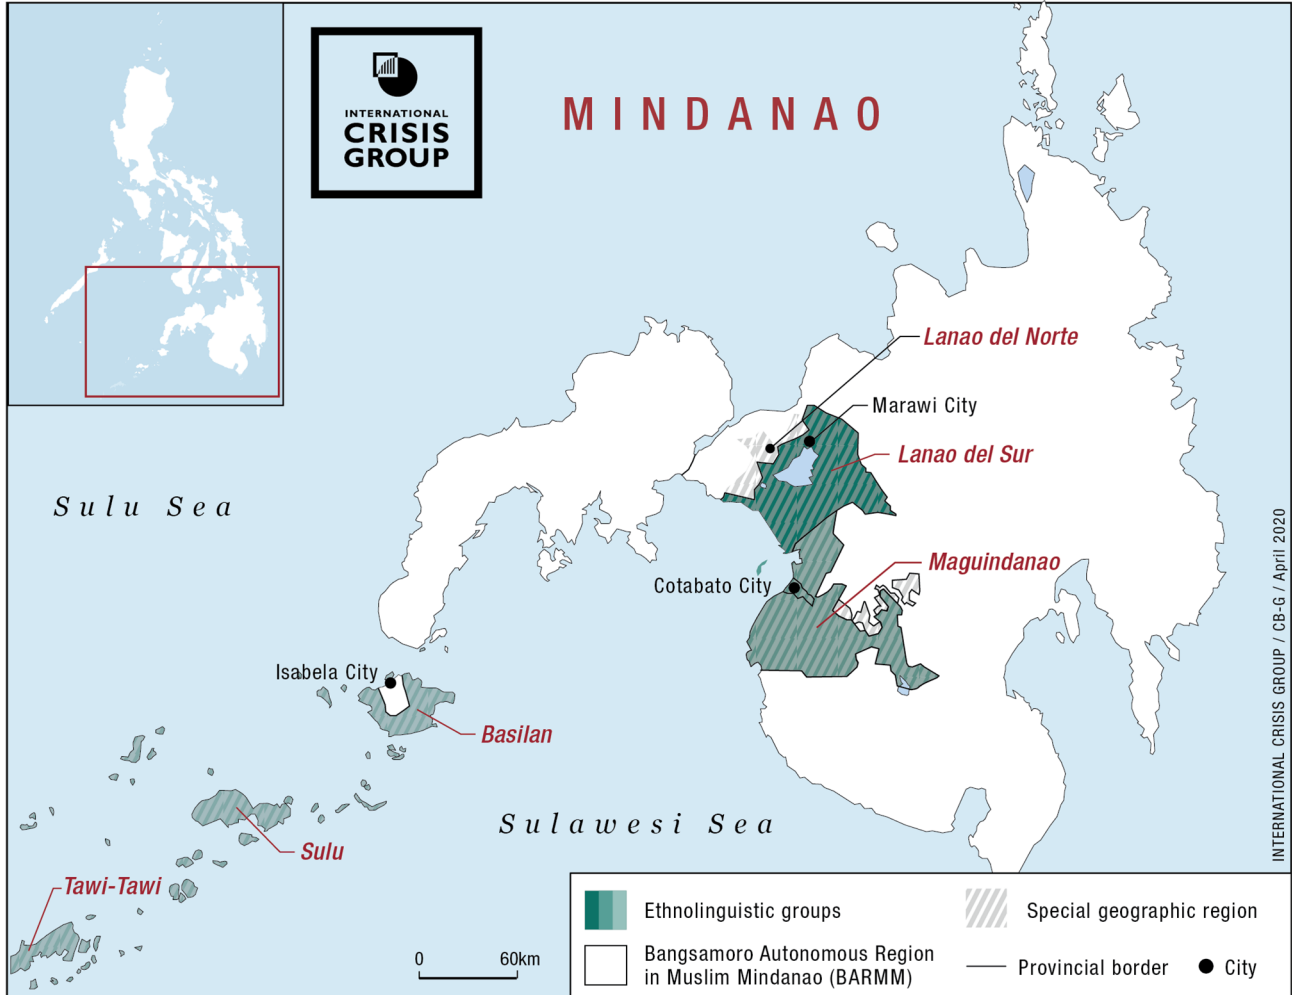 INTERNATIONAL
CRISIS
GROUP
MINDANAO
Lanao del Norte
Marawi City
Lanao del Sur
Sulu Sea
Maguindanao
Cotabato City
Isabela City
Basilan
Sulawesi Sea
Sulu
Tawi-Tawi
INTERNATIONAL CRISIS GROUP / CB-G / April 2020
Ethnolinguistic groups
Special geographic region
Bangsamoro Autonomous Region
in Muslim Mindanao (BARMM)
Provincial border
City
0 60km